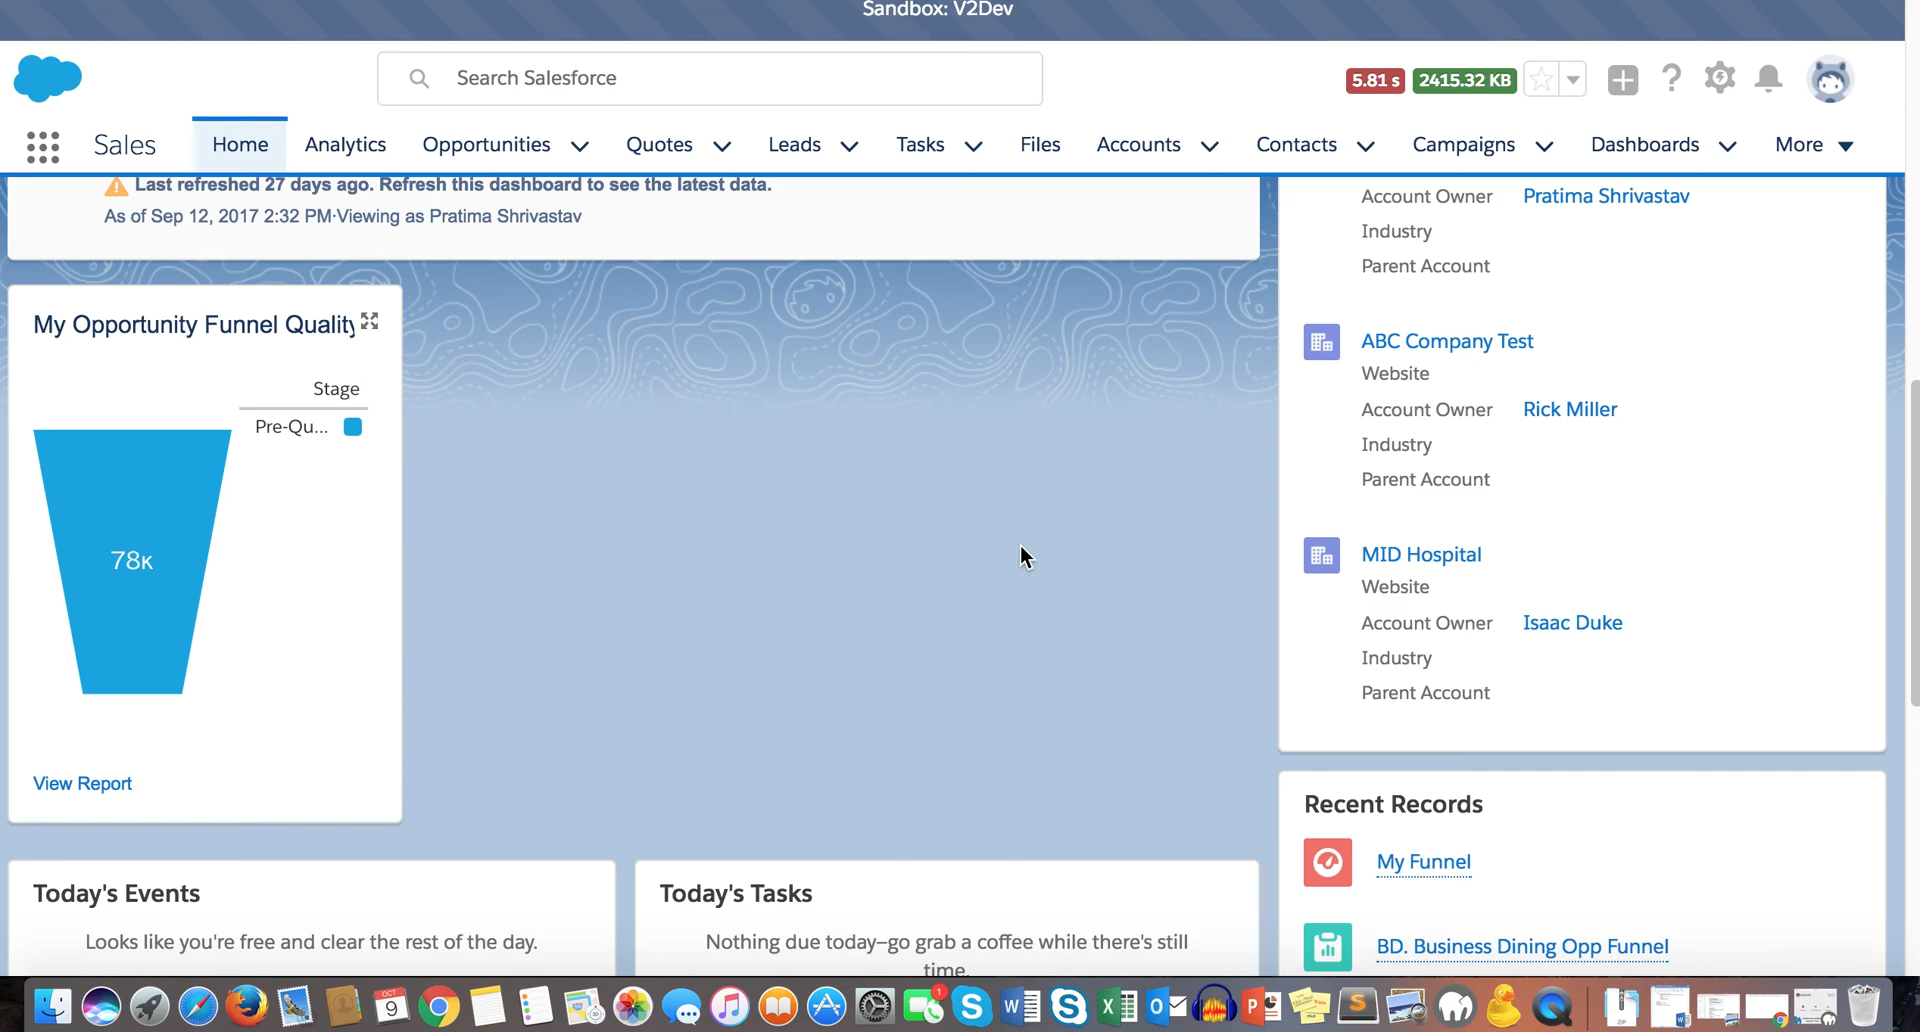 Sandbox: V2Dev
Search Salesforce
5.81 s
2415.32 KB
Sales
Home
Analytics
Opportunities
Quotes
Leads
Tasks
Files
Accounts
Contacts
Campaigns
Dashboards
More
Last refreshed 27 days ago. Refresh this dashboard to see the latest data.
As of Sep 12, 2017 2:32 PM·Viewing as Pratima Shrivastav
My Opportunity Funnel Quality
Stage
Pre-Qu...
78K
View Report
Today's Events
Looks like you're free and clear the rest of the day.
Today's Tasks
Nothing due today—go grab a coffee while there's still
time.
Account Owner Pratima Shrivastav
Industry
Parent Account
ABC Company Test
Website
Account Owner Rick Miller
Industry
Parent Account
MID Hospital
Website
Account Owner Isaac Duke
Industry
Parent Account
Recent Records
My Funnel
BD. Business Dining Opp Funnel
OCT
9
1